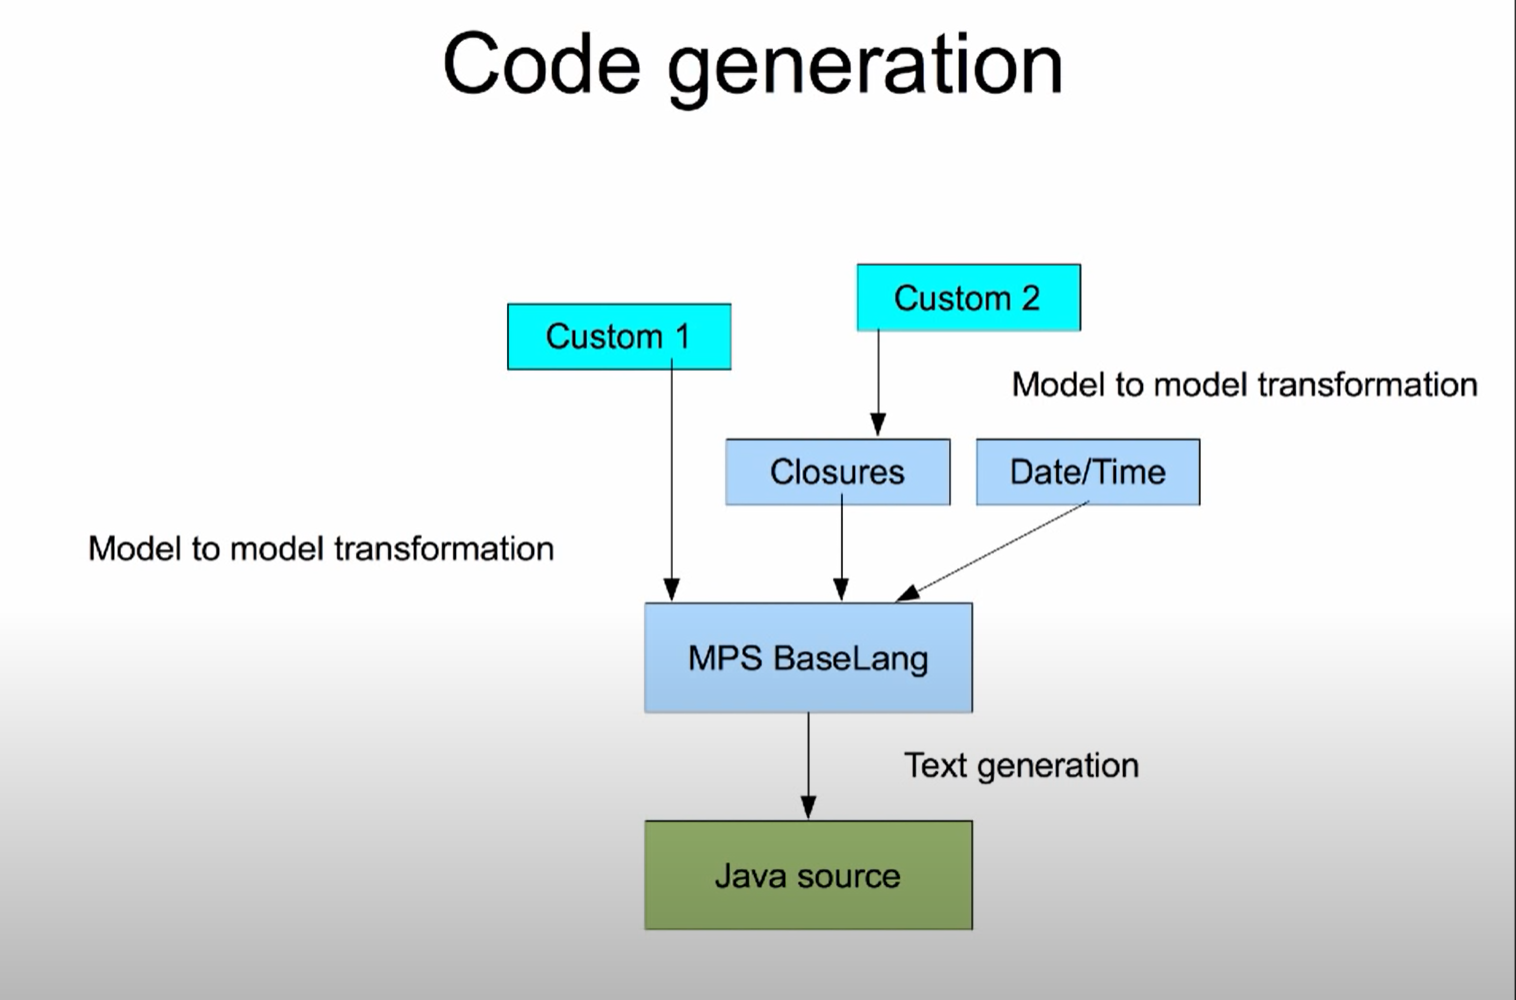 Code generation
Custom 2
Custom 1
Model to model transformation
Closures
Date/Time
Model to model transformation
MPS BaseLang
Text generation
Java source